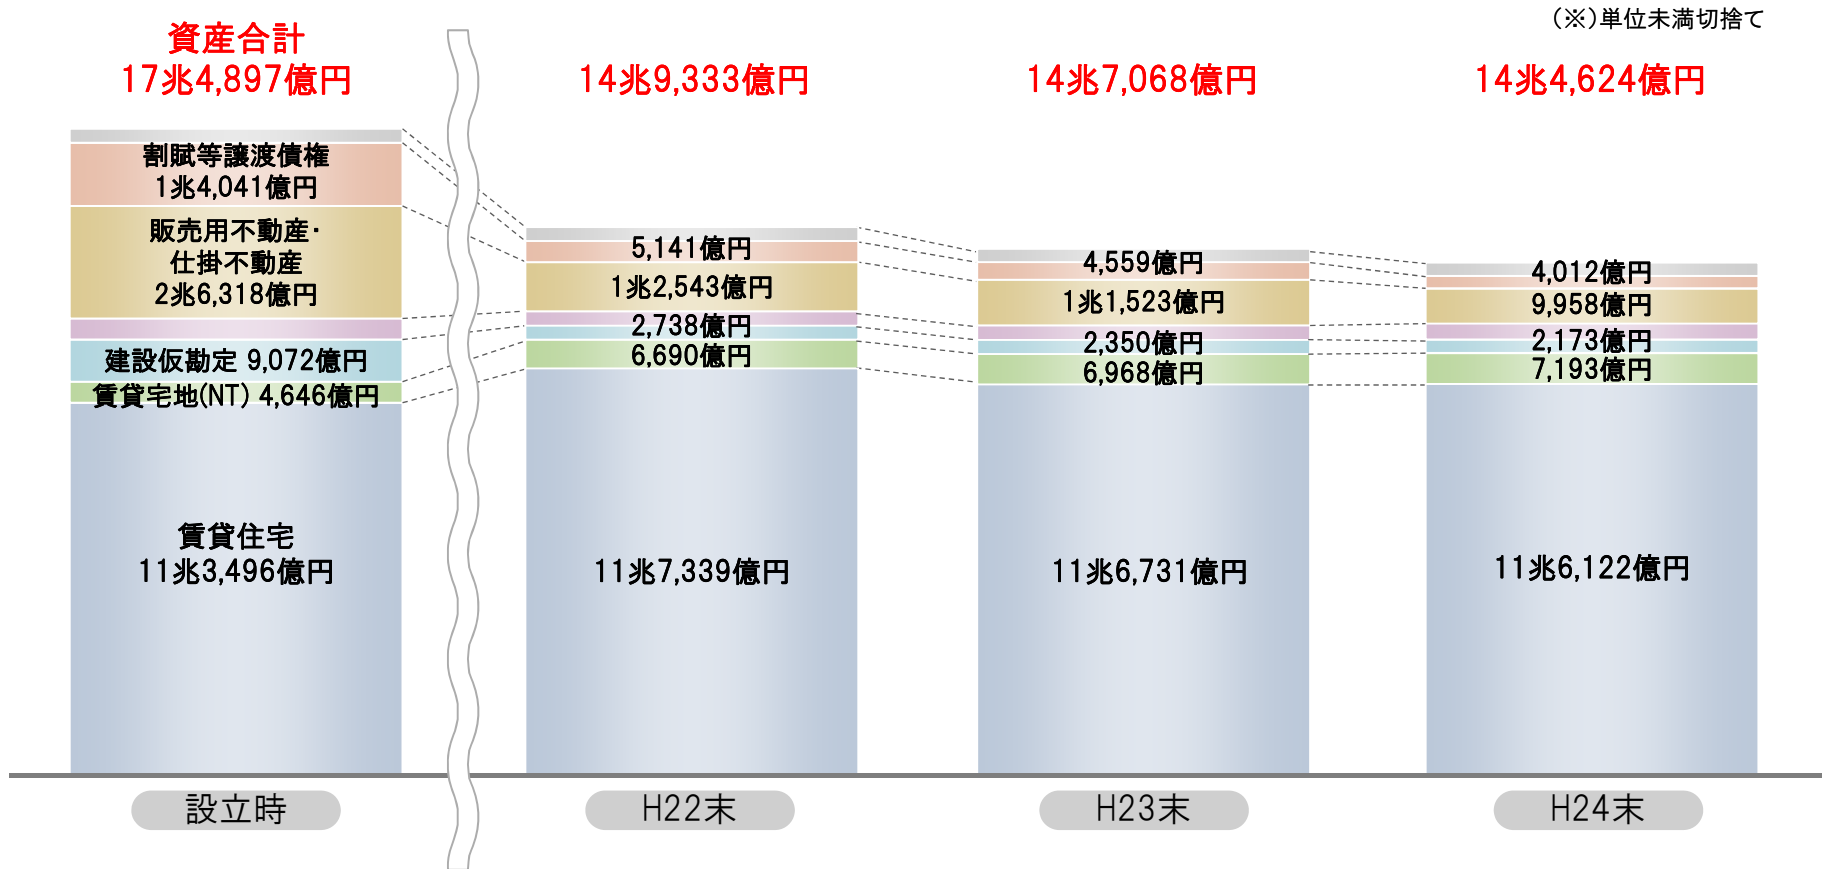 (※)単位未満切捨て
資産合計
17兆4,897億円
14兆9,333億円
14兆7,068億円
14兆4,624億円
割賦等譲渡債権
1兆4,041億円
販売用不動産・
仕掛不動産
2兆6,318億円
建設仮勘定 9,072億円
賃貸宅地(NT) 4,646億円
賃貸住宅
11兆3,496億円
5,141億円
1兆2,543億円
2,738億円
6,690億円
11兆7,339億円
4,559億円
1兆1,523億円
2,350億円
6,968億円
11兆6,731億円
4,012億円
9,958億円
2,173億円
7,193億円
11兆6,122億円
設立時
H22末
H23末
H24末